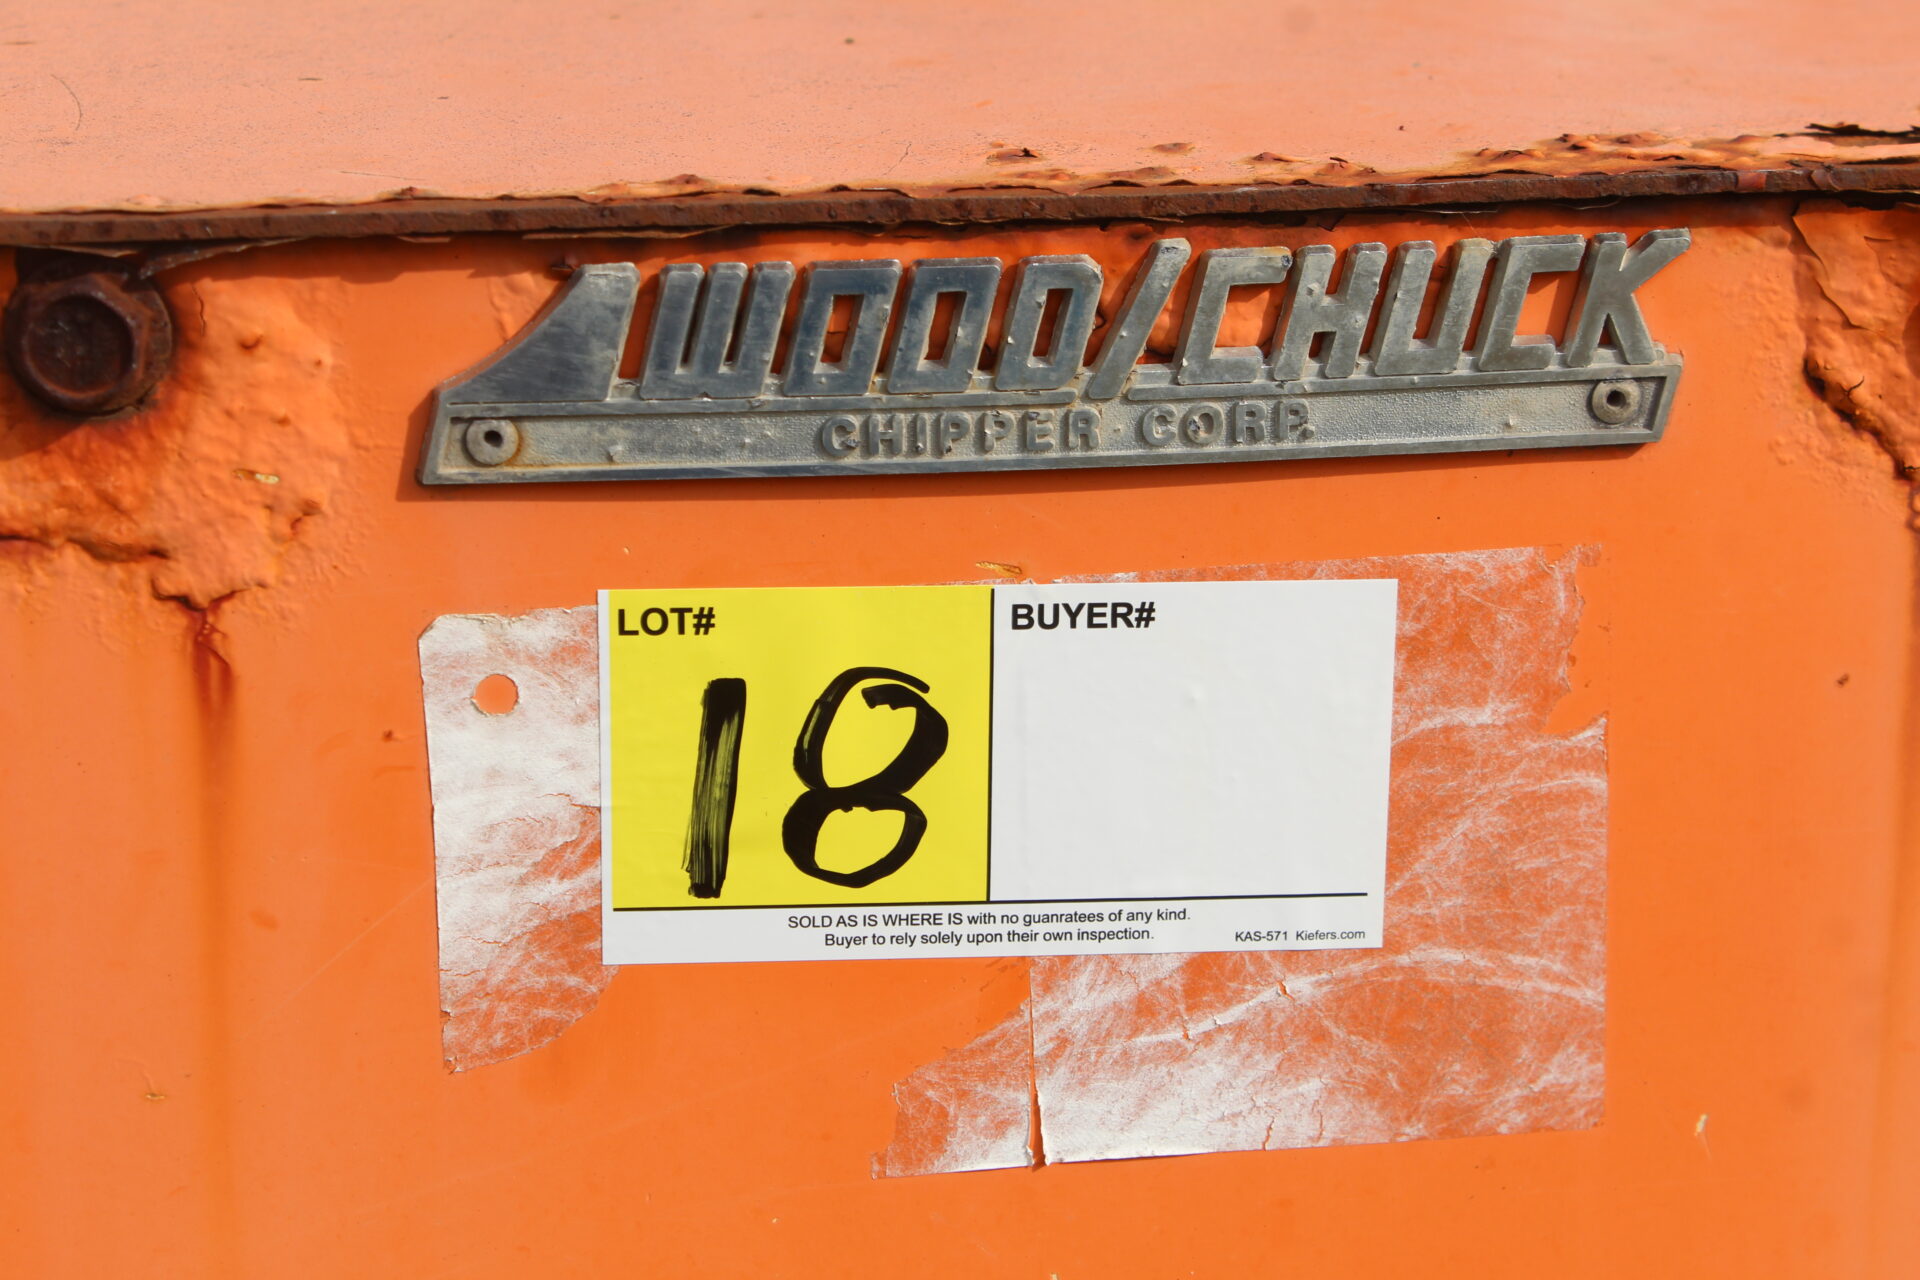 WOOD/CHUCK
CHIPPER CORP.
LOT#
BUYER#
18
SOLD AS IS WHERE IS with no guanratees of any kind.
Buyer to rely solely upon their own inspection.
KAS-571 Kiefers.com